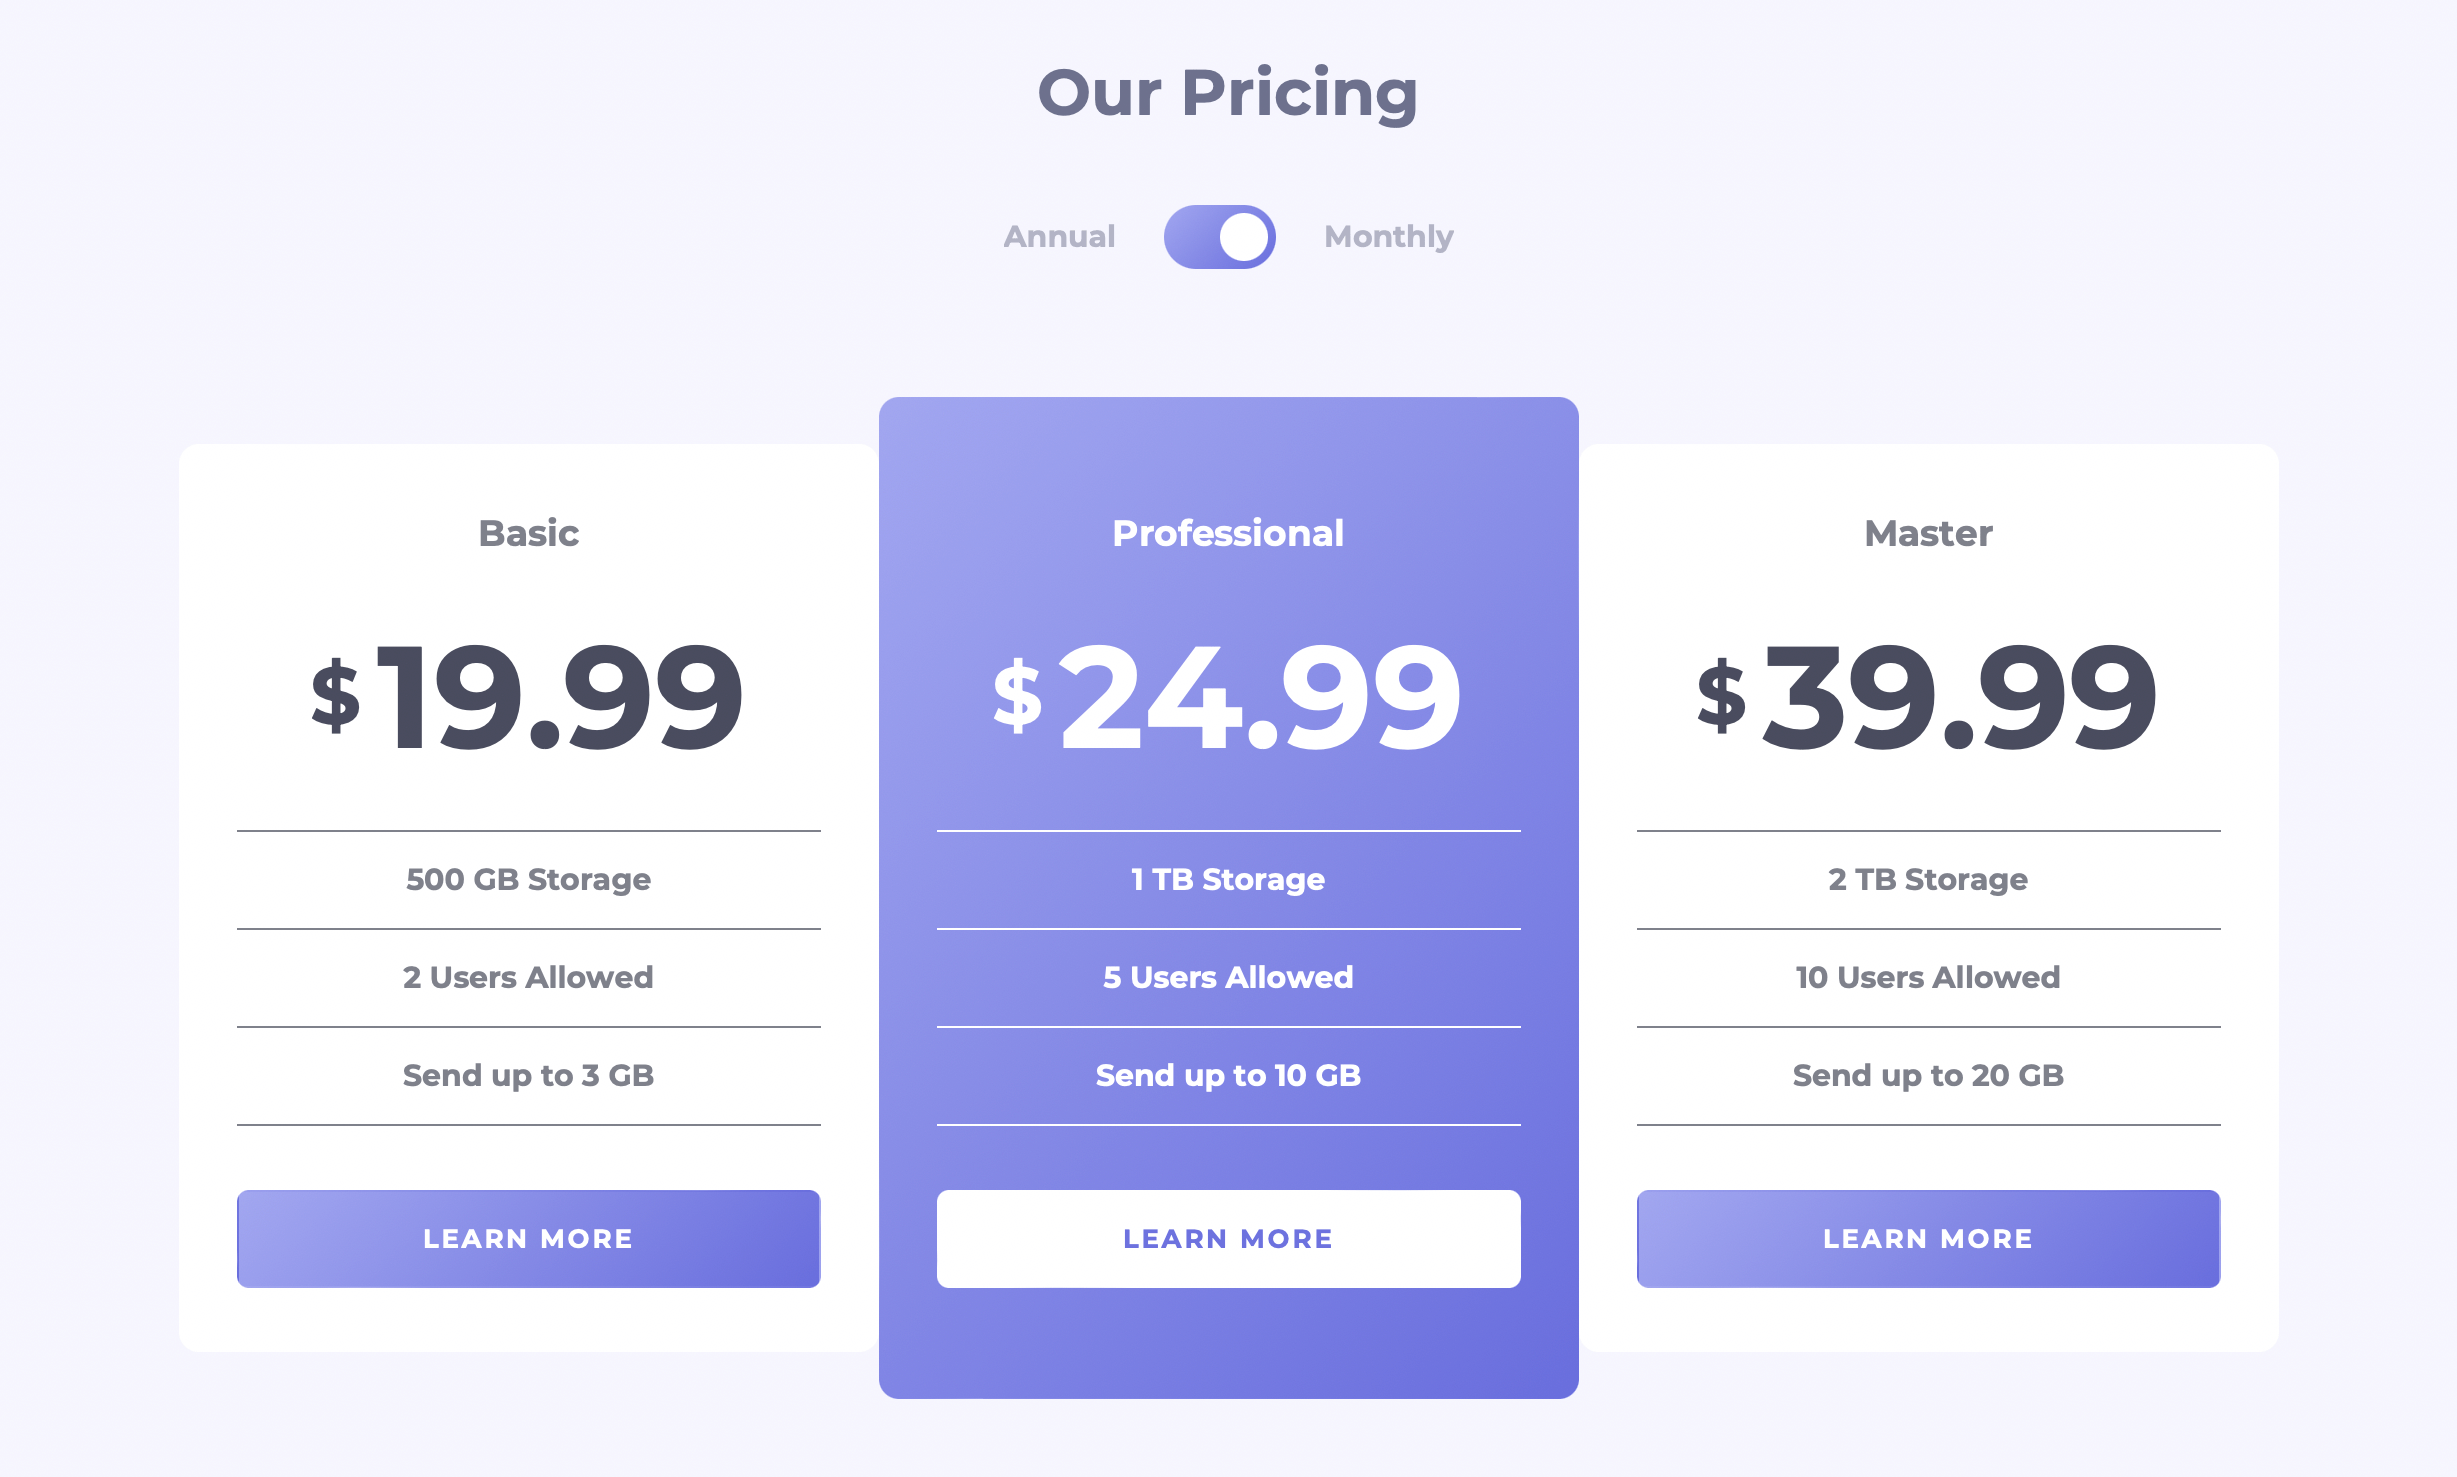 Our Pricing
Annual
Monthly
Basic
$19.99
500 GB Storage
2 Users Allowed
Send up to 3 GB
LEARN MORE
Professional
$24.99
1 TB Storage
5 Users Allowed
Send up to 10 GB
LEARN MORE
Master
$39.99
2 TB Storage
10 Users Allowed
Send up to 20 GB
LEARN MORE